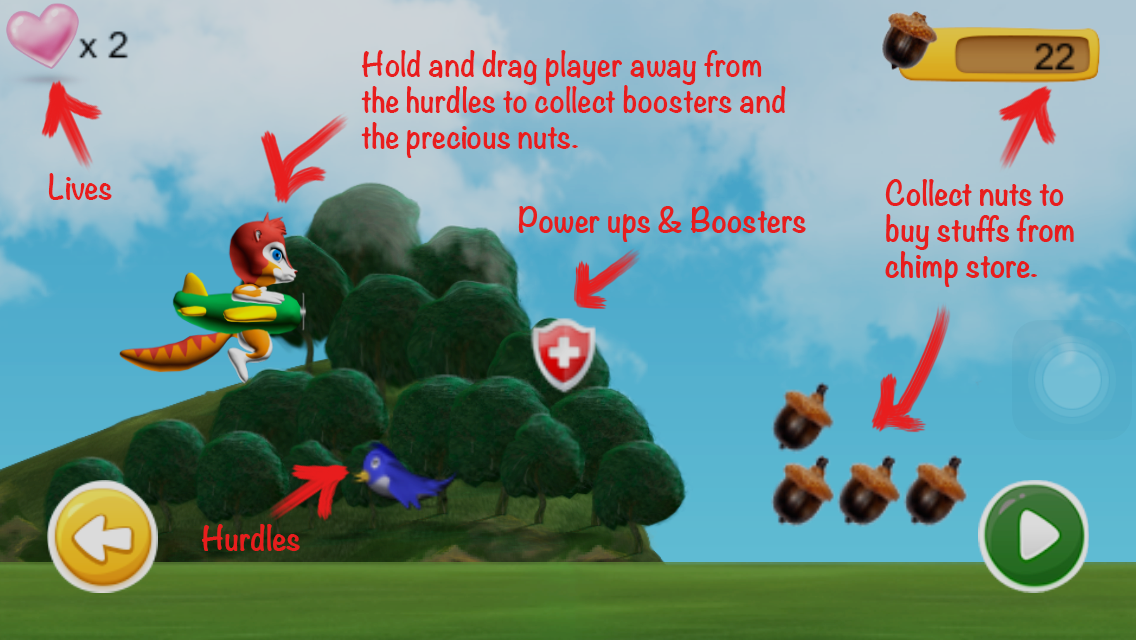 x 2
22
Hold and drag player away from
the hurdles to collect boosters and
the precious nuts.
Lives
Power ups & Boosters
Collect nuts to
buy stuffs from
chimp store.
Hurdles